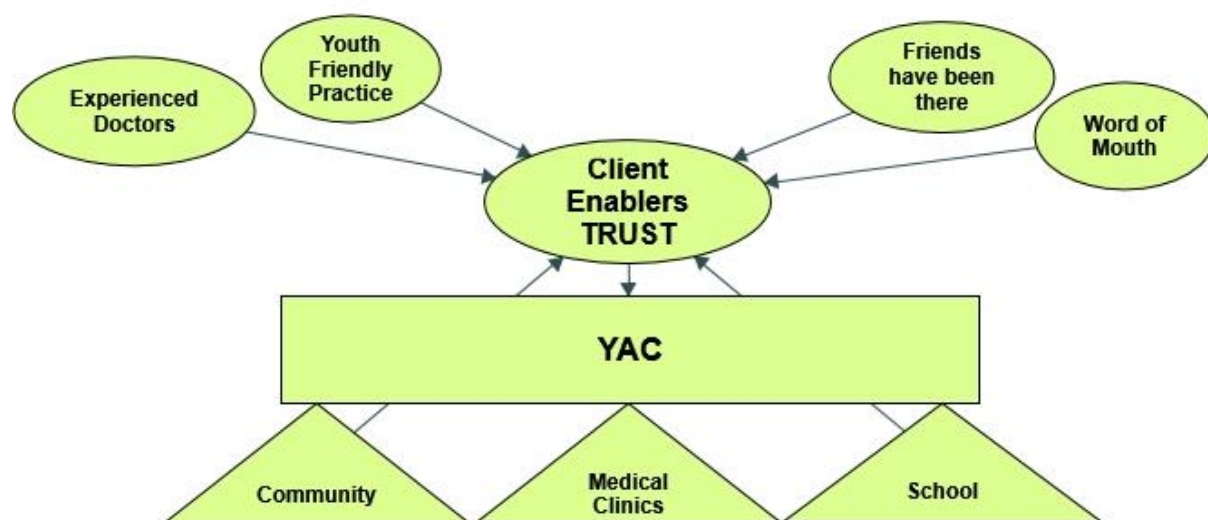 Experienced
Doctors
Youth
Friendly
Practice
Friends
have been
there
Word of
Mouth
Client
Enablers
TRUST
YAC
Community
Medical
Clinics
School